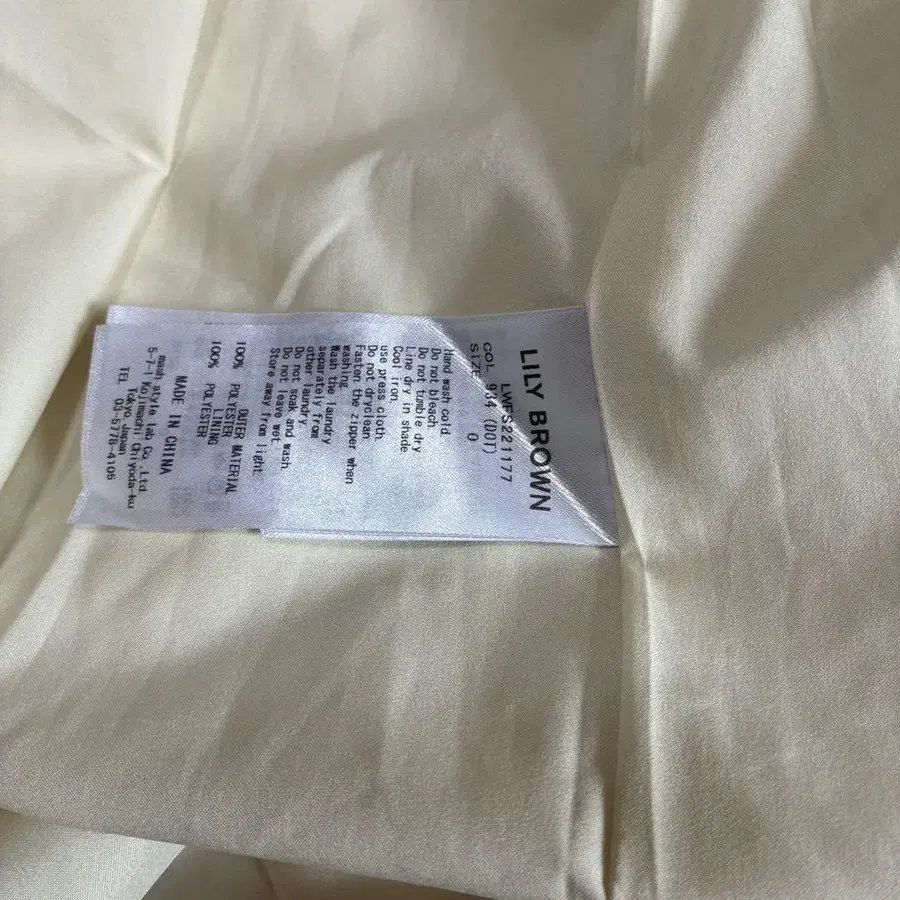 LILY BROWN
LWFS221177
COL 934 (DOT)
SIZE 0
Hand wash cold
Do not bleach
Do not tumble dry
Line dry in shade
Cool iron
use press cloth
Do not dryclean
Fasten the zipper when
washing
Wash the laundry
separately from
other laundry.
Do not soak and wash
Do not leave wet
Store away from light
OUTER MATERIAL
100% POLYESTER
LINING
100% POLYESTER
MADE IN CHINA
mash style lab Co.,Ltd.
5-7-1 Kojimachi Chiyoda-ku
Tokyo Japan
TEL 03-5778-4105